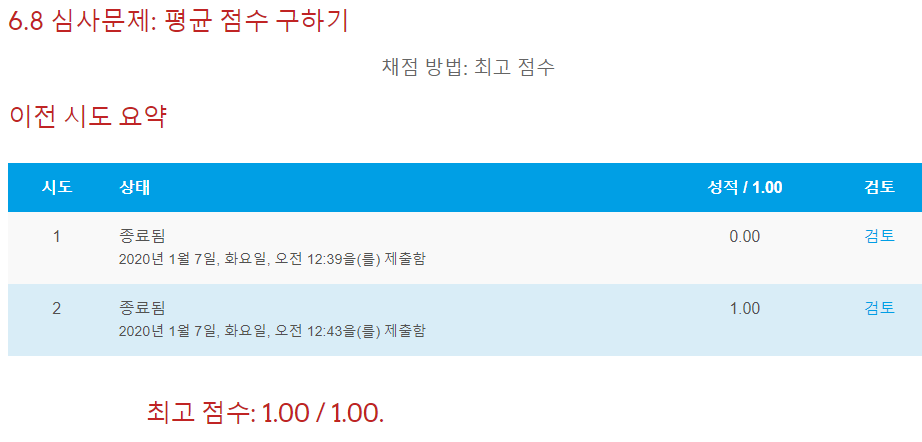 6.8 심사문제: 평균 점수 구하기
채점 방법: 최고 점수
이전 시도 요약
시도 상태 성적 / 1.00 검토
1 종료됨 0.00 검토
2020년 1월 7일, 화요일, 오전 12:39을(를) 제출함
2 종료됨 1.00 검토
2020년 1월 7일, 화요일, 오전 12:43을(를) 제출함
최고 점수: 1.00 / 1.00.